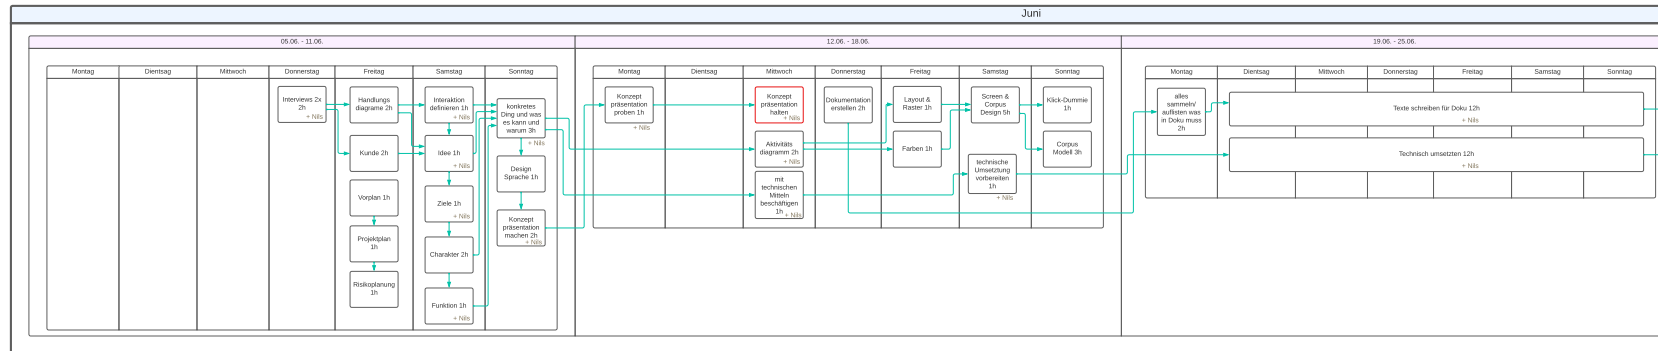 Juni
05.06. - 11.06.
Montag
Dientsag
Mittwoch
Donnerstag
Freitag
Samstag
Sonntag
Interviews 2x
2h
+ Nils
Handlungs
diagrame 2h
Kunde 2h
Vorplan 1h
Projektplan
1h
Risikoplanung
1h
Interaktion
definieren 1h
+ Nils
Idee 1h
+ Nils
Ziele 1h
+ Nils
Charakter 2h
Funktion 1h
+ Nils
konkretes
Ding und was
es kann und
warum 3h
+ Nils
Design
Sprache 1h
Konzept
präsentation
machen 2h
+ Nils
12.06. - 18.06.
Montag
Dientsag
Mittwoch
Donnerstag
Freitag
Samstag
Sonntag
Konzept
präsentation
proben 1h
+ Nils
Konzept
präsentation
halten
+ Nils
Aktivitäts
diagramm 2h
+ Nils
mit
technischen
Mitteln
beschäftigen
1h
+ Nils
Dokumentation
erstellen 2h
Layout &
Raster 1h
Farben 1h
Screen &
Corpus
Design 5h
technische
Umsetztung
vorbereiten
1h
+ Nils
Klick-Dummie
1h
Corpus
Modell 3h
19.06. - 25.06.
Montag
Dientsag
Mittwoch
Donnerstag
Freitag
Samstag
Sonntag
alles
sammeln/
auflisten was
in Doku muss
2h
Texte schreiben für Doku 12h
+ Nils
Technisch umsetzten 12h
+ Nils